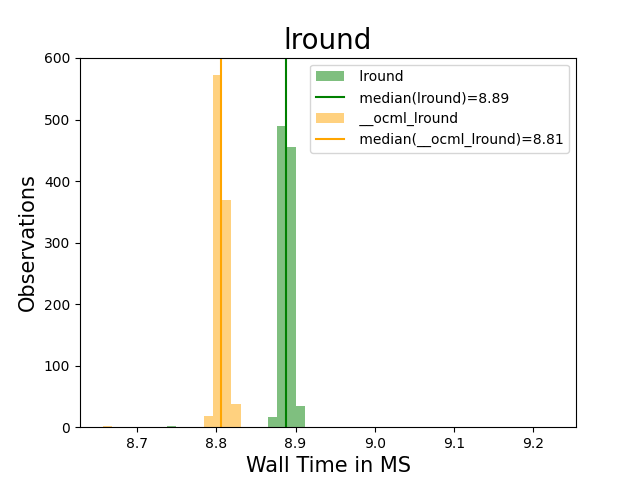 lround
600
500
400
300
200
100
0
Observations
lround
median(lround)=8.89
__ocml_lround
median(__ocml_lround)=8.81
8.7 8.8 8.9 9.0 9.1 9.2
Wall Time in MS